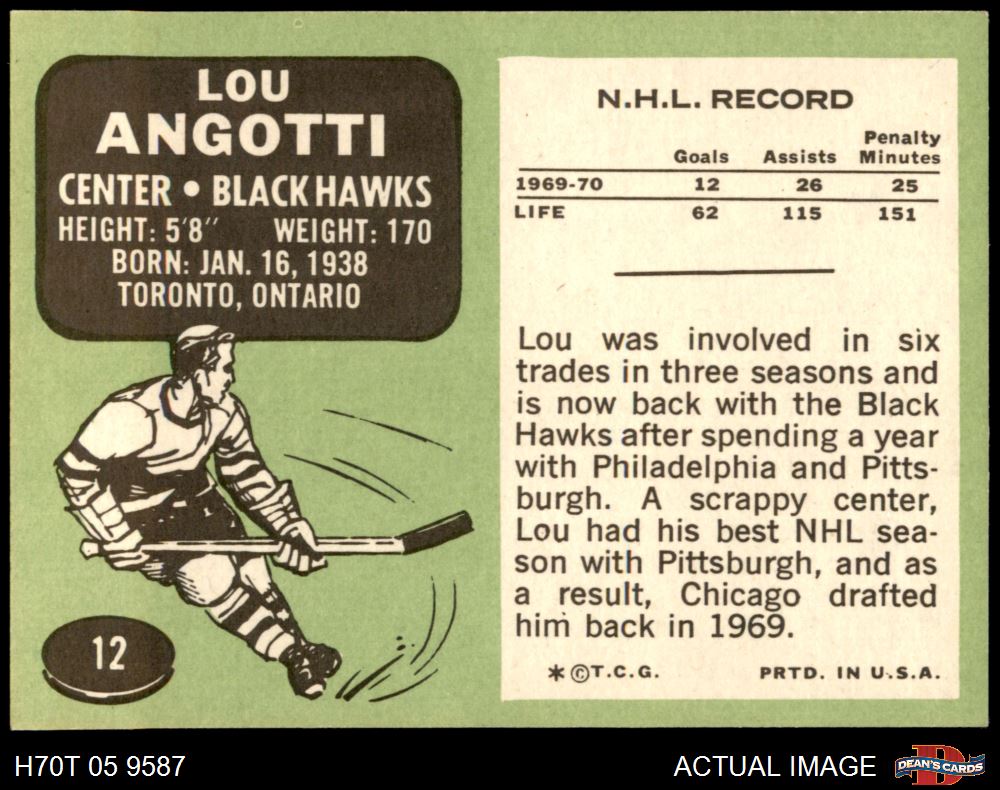 LOU
ANGOTTI
CENTER • BLACK HAWKS
HEIGHT: 5'8" WEIGHT: 170
BORN: JAN. 16, 1938
TORONTO, ONTARIO
12
N.H.L. RECORD
Goals Assists Penalty Minutes
1969-70 12 26 25
LIFE 62 115 151
Lou was involved in six
trades in three seasons and
is now back with the Black
Hawks after spending a year
with Philadelphia and Pitts-
burgh. A scrappy center,
Lou had his best NHL sea-
son with Pittsburgh, and as
a result, Chicago drafted
him back in 1969.
*©T.C.G. PRTD. IN U.S.A.
H70T 05 9587
ACTUAL IMAGE
D
DEAN'S CARDS